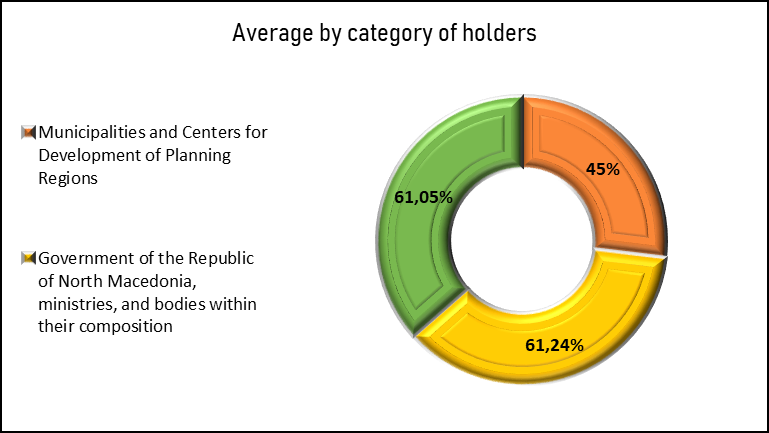 Average by category of holders
Municipalities and Centers for
Development of Planning
Regions
Government of the Republic
of North Macedonia,
ministries, and bodies within
their composition
61,05%
45%
61,24%